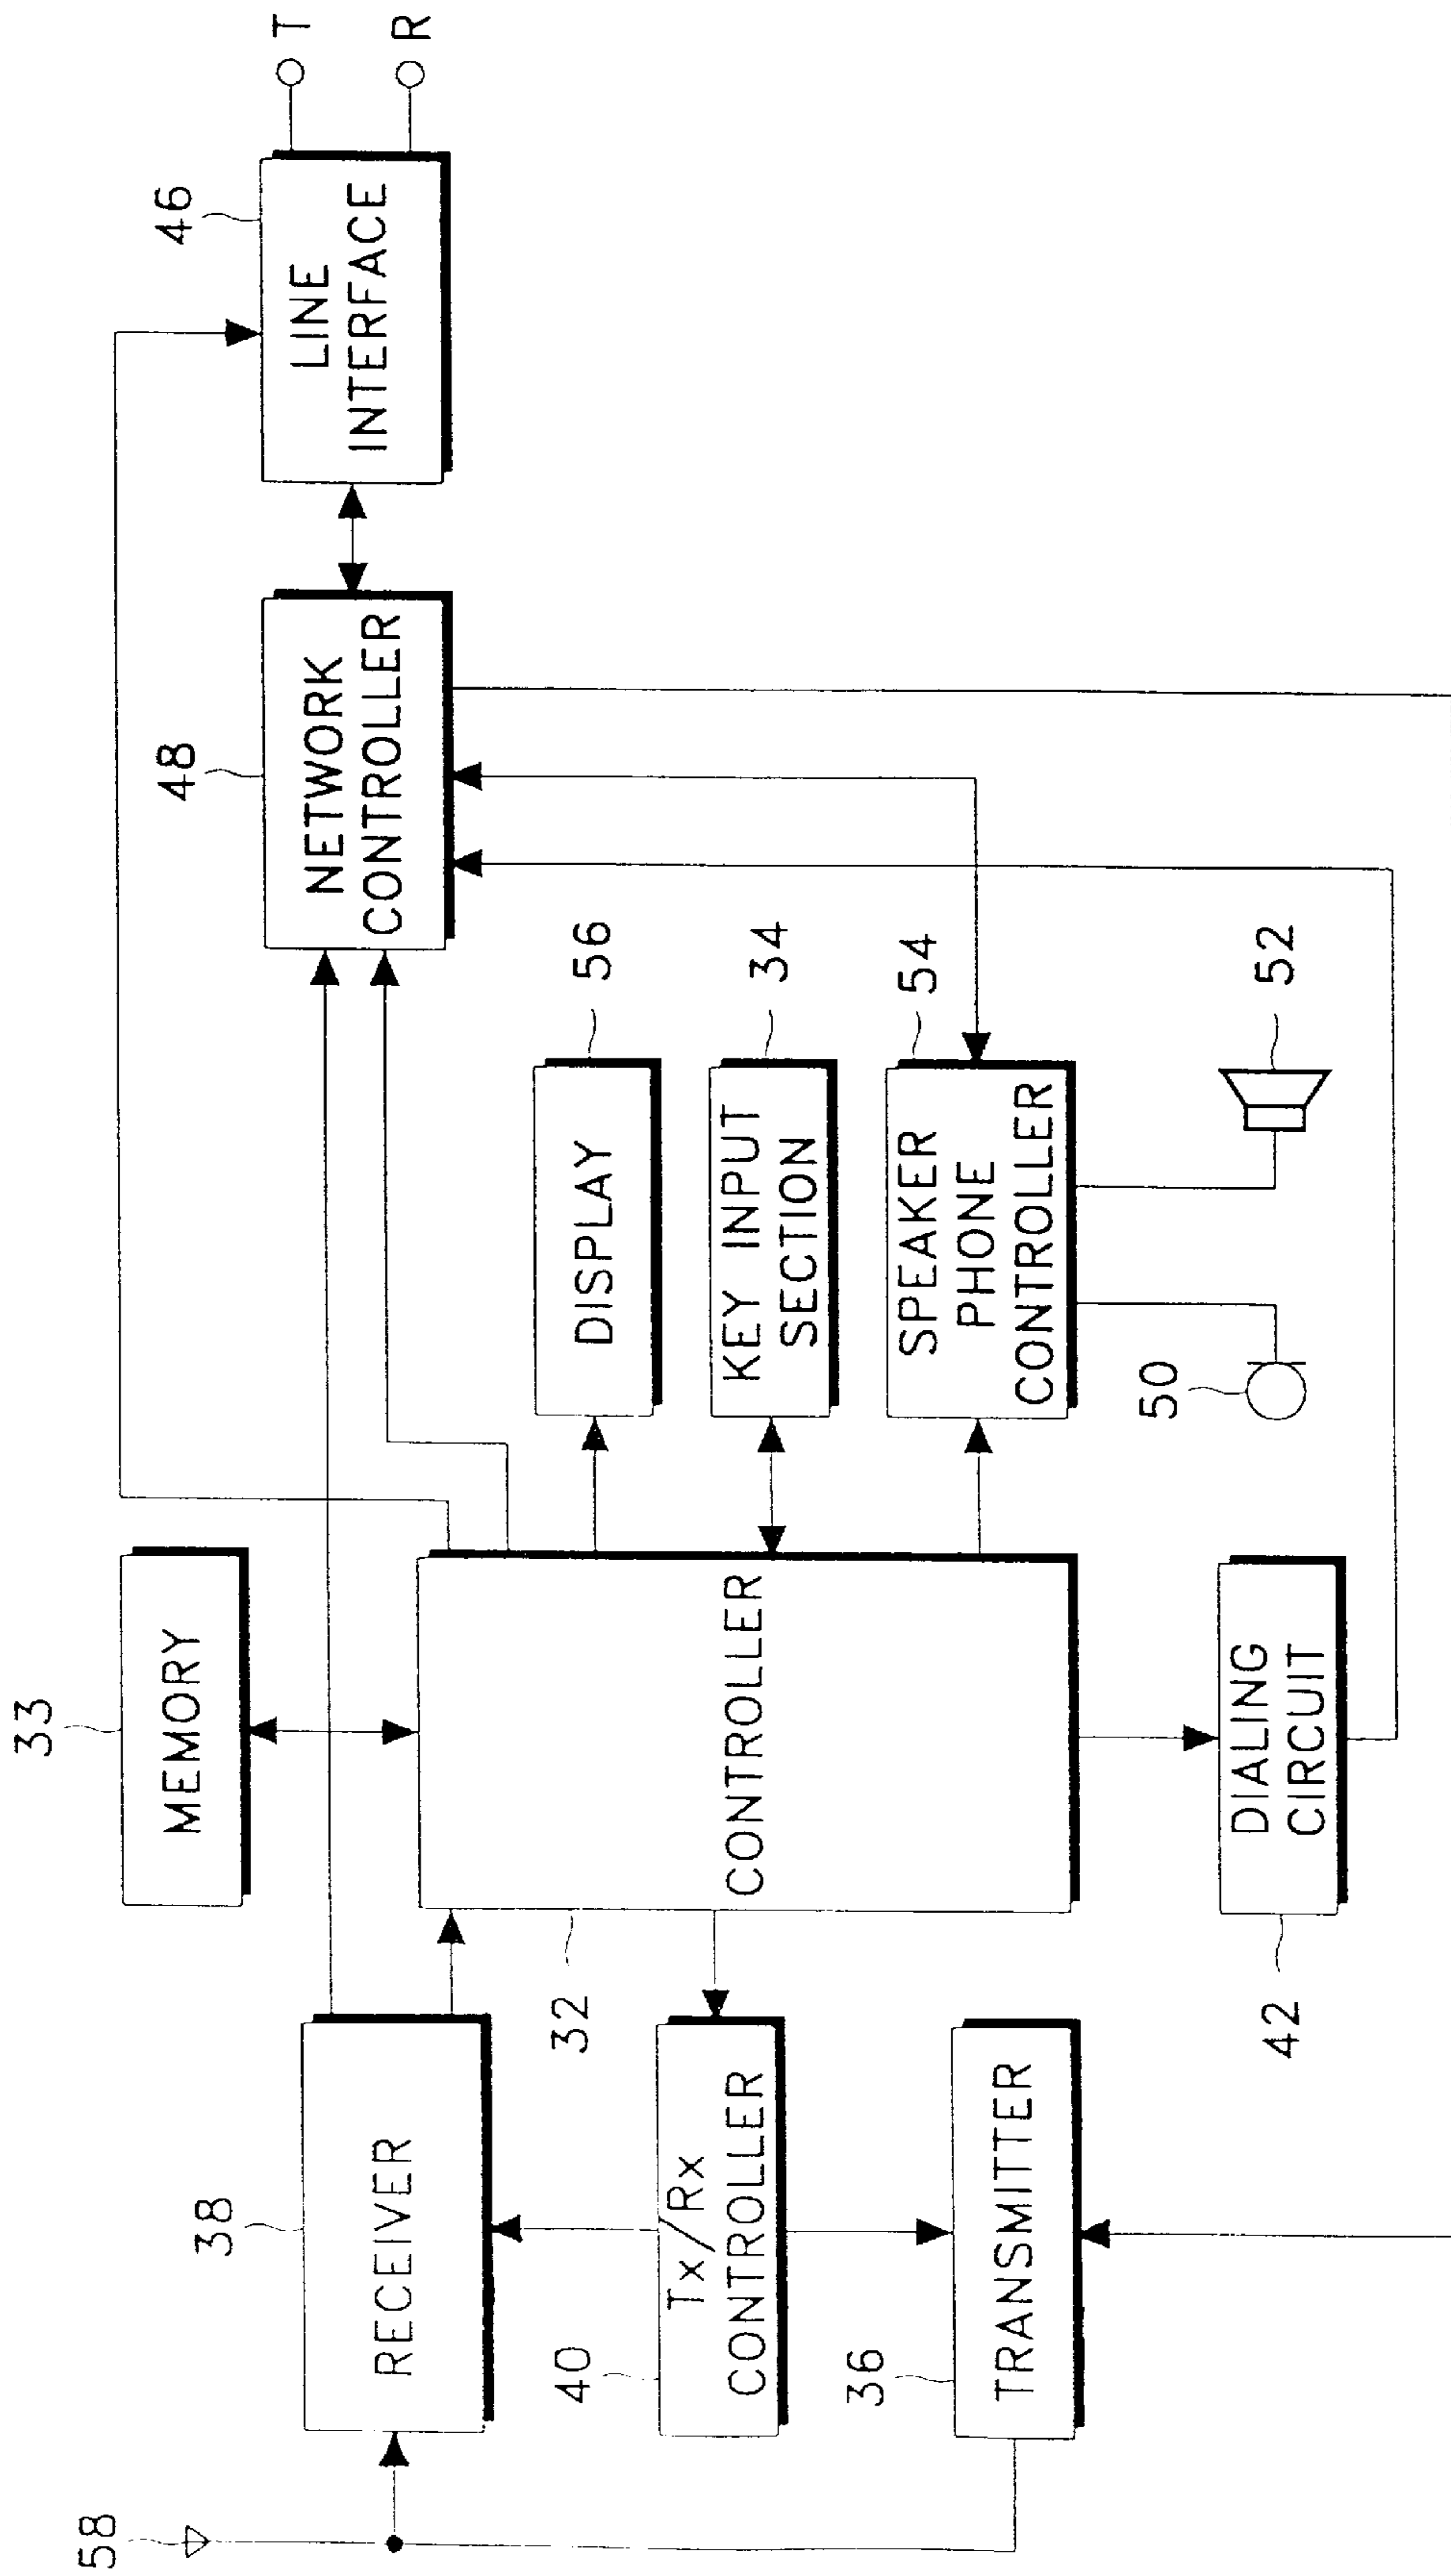 58
38
RECEIVER
40
Tx/Rx
CONTROLLER
36
TRANSMITTER
33
MEMORY
32
CONTROLLER
42
DIALING
CIRCUIT
56
DISPLAY
34
KEY INPUT
SECTION
54
SPEAKER
PHONE
CONTROLLER
50
52
48
NETWORK
CONTROLLER
46
LINE
INTERFACE
T
R